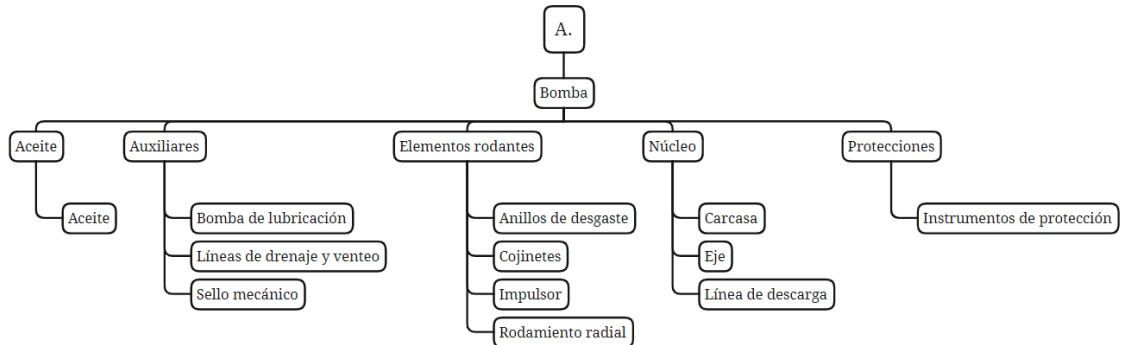 A.
Bomba
Aceite
Auxiliares
Elementos rodantes
Núcleo
Protecciones
Aceite
Bomba de lubricación
Líneas de drenaje y venteo
Sello mecánico
Anillos de desgaste
Cojinetes
Impulsor
Rodamiento radial
Carcasa
Eje
Línea de descarga
Instrumentos de protección